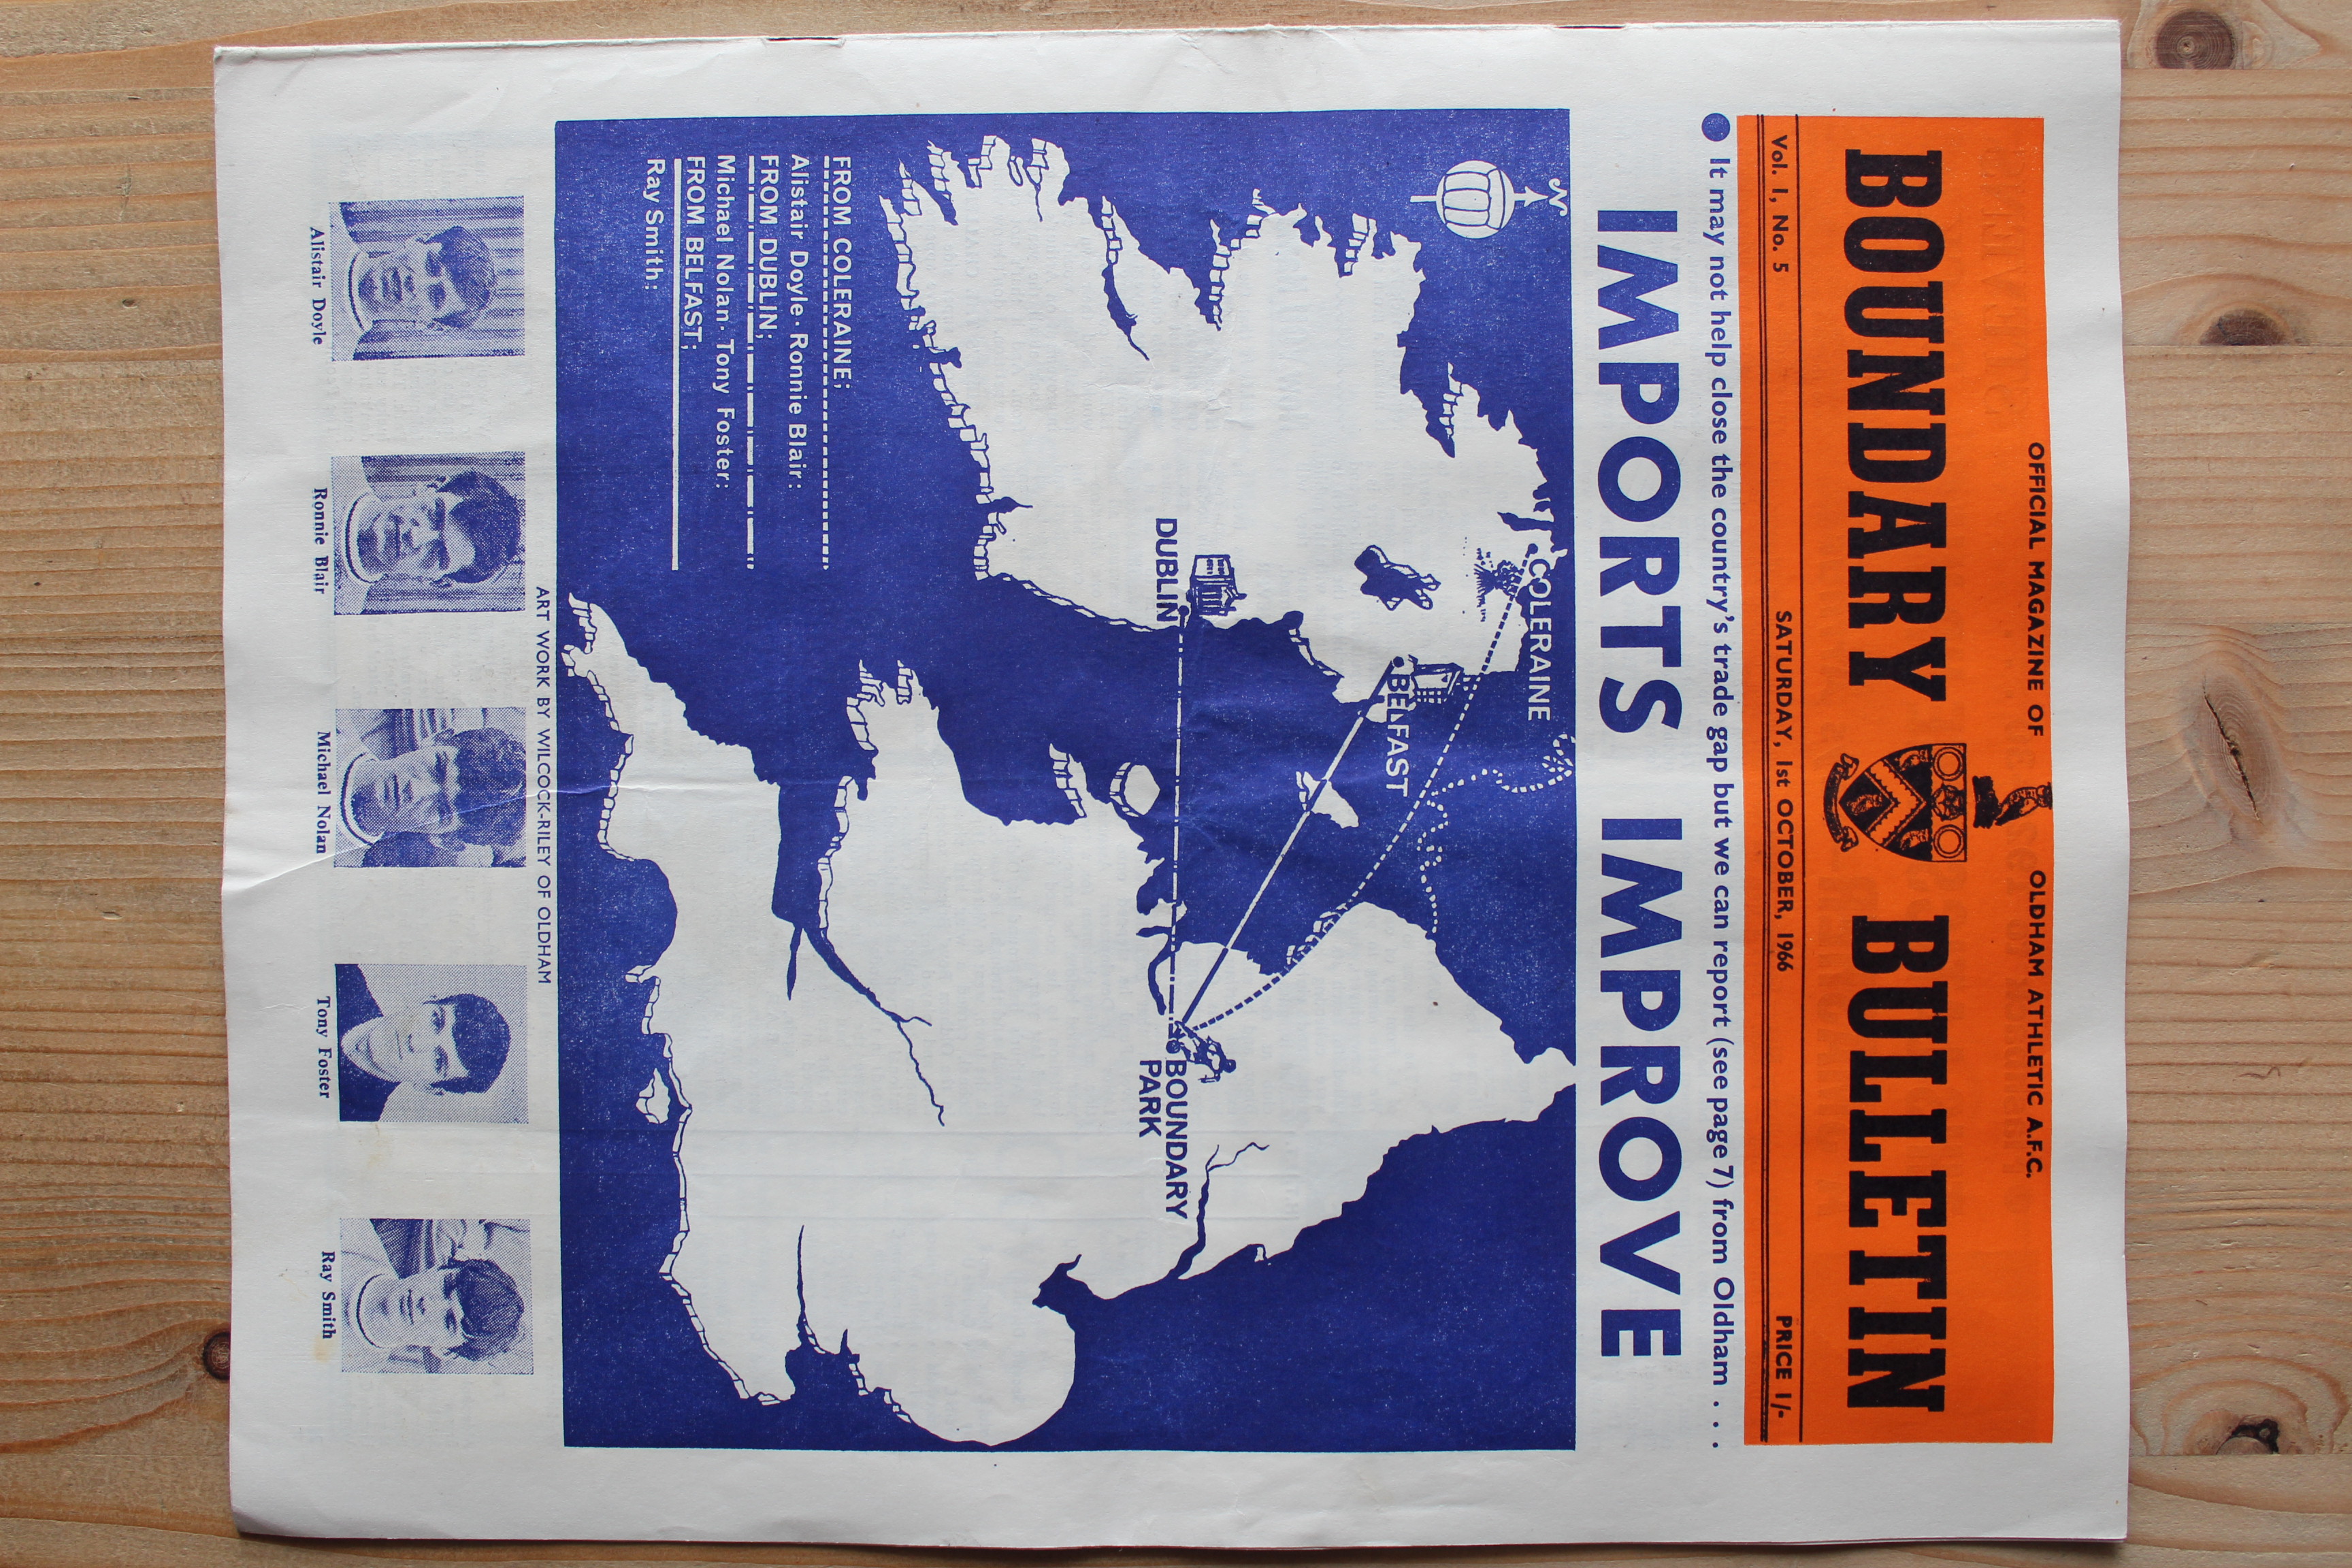 OFFICIAL MAGAZINE OF OLDHAM ATHLETIC A.F.C.
BOUNDARY BULLETIN
Vol. 1, No. 5 SATURDAY, 1st OCTOBER, 1966 PRICE 1/-
● It may not help close the country's trade gap but we can report (see page 7) from Oldham . . .
IMPORTS IMPROVE
N
COLERAINE
BELFAST
DUBLIN
BOUNDARY
PARK
FROM COLERAINE;
Alistair Doyle · Ronnie Blair:
FROM DUBLIN;
Michael Nolan · Tony Foster:
FROM BELFAST;
Ray Smith:
ART WORK BY WILCOCK-RILEY OF OLDHAM
Alistair Doyle
Ronnie Blair
Michael Nolan
Tony Foster
Ray Smith